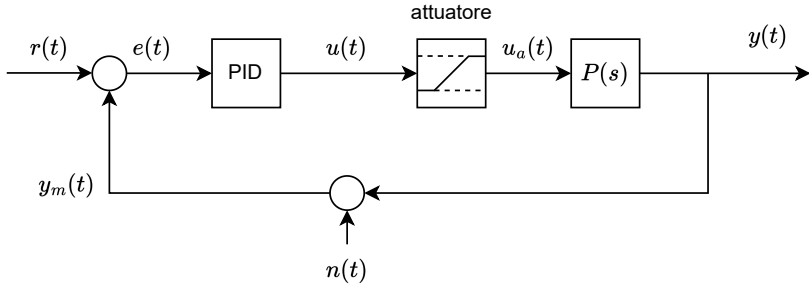 attuatore
r(t)
e(t)
PID
u(t)
u_a(t)
P(s)
y(t)
y_m(t)
n(t)